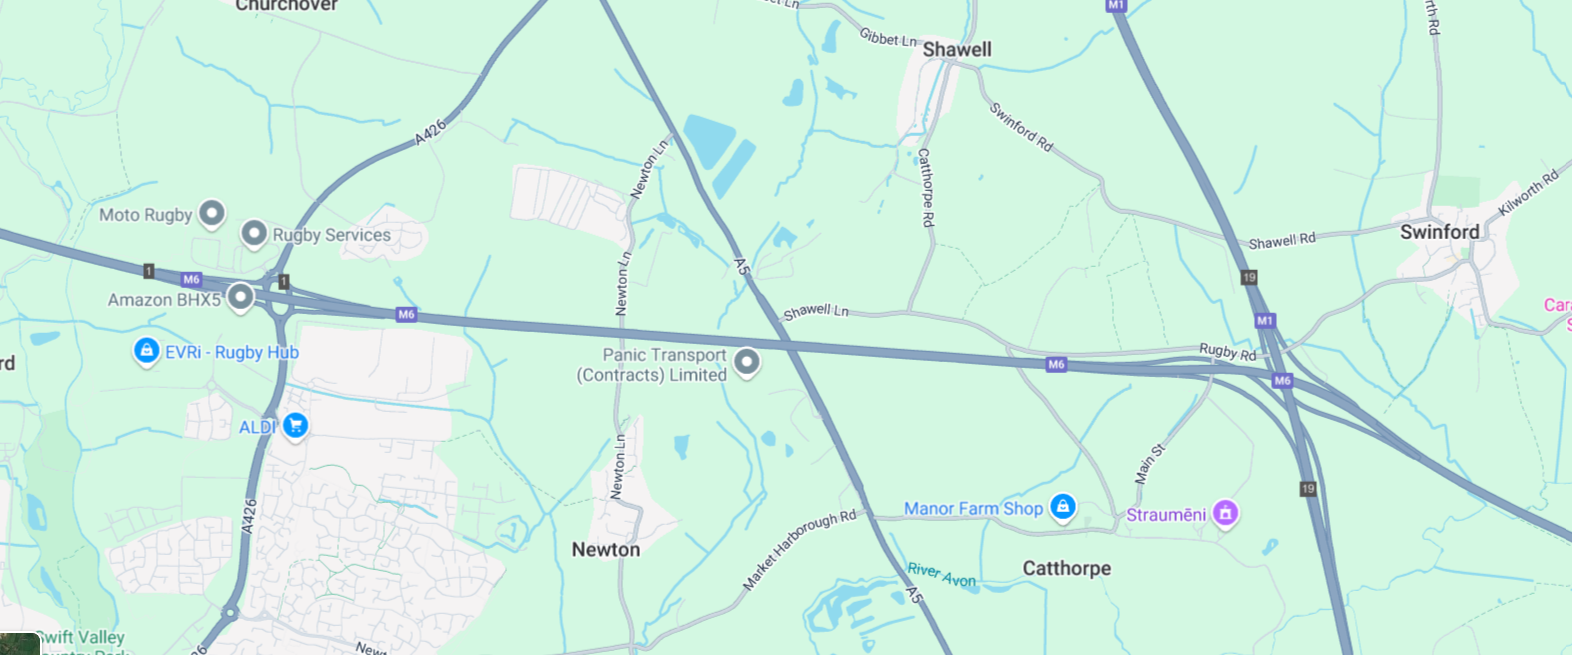 Churchover
Gibbet Ln
Shawell
M1
Swinford Rd
A426
Newton Ln
Catthorpe Rd
Kilworth Rd
Moto Rugby
Rugby Services
Swinford
Shawell Rd
A5
1
M6
1
19
Newton Ln
Amazon BHX5
M6
Shawell Ln
M1
EVRi - Rugby Hub
Panic Transport
(Contracts) Limited
M6
Rugby Rd
M6
ALDI
Newton Ln
Main St
19
A426
Manor Farm Shop
Straumēni
Market Harborough Rd
Newton
Catthorpe
River Avon
A5